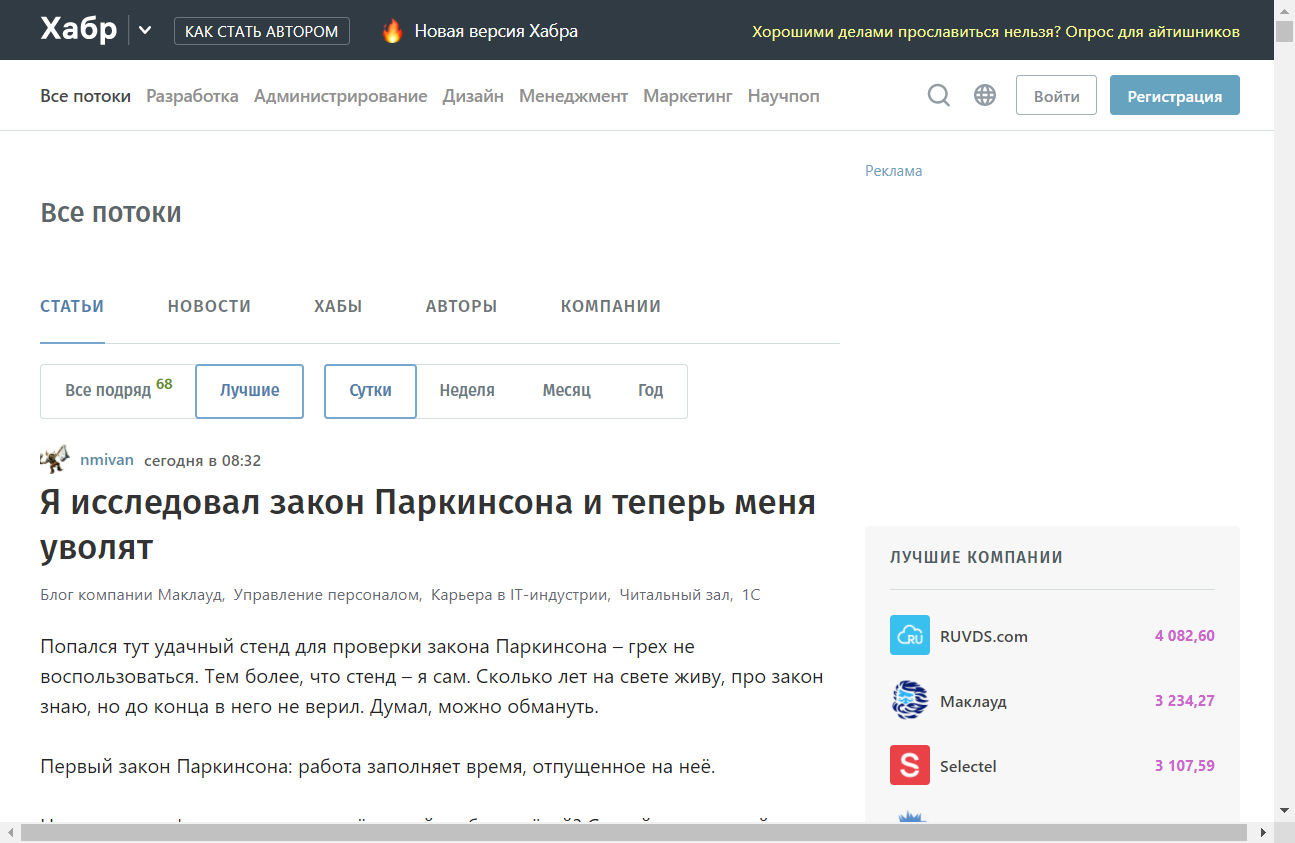 Хабр
КАК СТАТЬ АВТОРОМ
Новая версия Хабра
Хорошими делами прославиться нельзя? Опрос для айтишников
Все потоки Разработка Администрирование Дизайн Менеджмент Маркетинг Научпоп
Войти
Регистрация
Реклама
Все потоки
СТАТЬИ НОВОСТИ ХАБЫ АВТОРЫ КОМПАНИИ
Все подряд 68 Лучшие Сутки Неделя Месяц Год
nmivan сегодня в 08:32
Я исследовал закон Паркинсона и теперь меня
уволят
Блог компании Маклауд, Управление персоналом, Карьера в IT-индустрии, Читальный зал, 1С
Попался тут удачный стенд для проверки закона Паркинсона – грех не
воспользоваться. Тем более, что стенд – я сам. Сколько лет на свете живу, про закон
знаю, но до конца в него не верил. Думал, можно обмануть.
Первый закон Паркинсона: работа заполняет время, отпущенное на неё.
ЛУЧШИЕ КОМПАНИИ
RU
RUVDS.com 4 082,60
Маклауд 3 234,27
S
Selectel 3 107,59